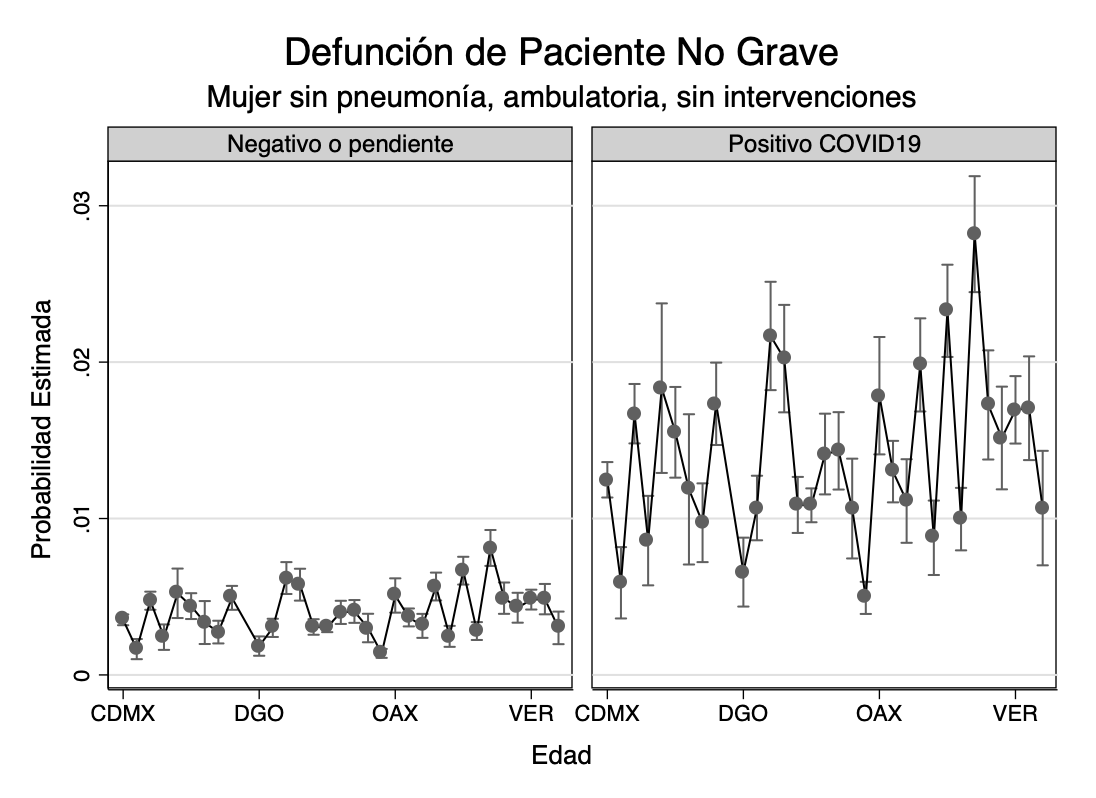 Defunción de Paciente No Grave
Mujer sin pneumonía, ambulatoria, sin intervenciones
Negativo o pendiente
Positivo COVID19
Probabilidad Estimada
.03
.02
.01
0
CDMX DGO OAX VER
CDMX DGO OAX VER
Edad